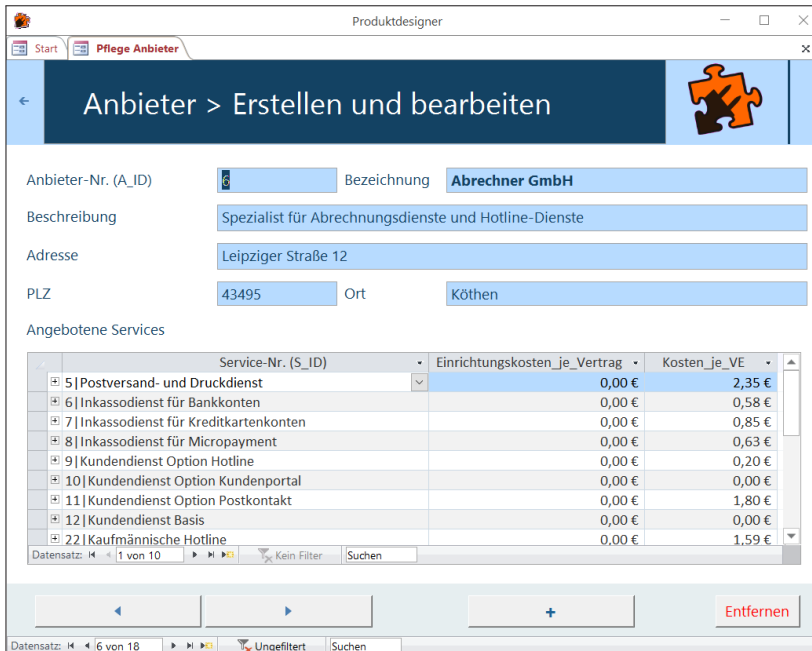 Produktdesigner
Start Pflege Anbieter
Anbieter > Erstellen und bearbeiten
Anbieter-Nr. (A_ID) 6 Bezeichnung Abrechner GmbH
Beschreibung Spezialist für Abrechnungsdienste und Hotline-Dienste
Adresse Leipziger Straße 12
PLZ 43495 Ort Köthen
Angebotene Services
Service-Nr. (S_ID) Einrichtungskosten_je_Vertrag Kosten_je_VE
5|Postversand- und Druckdienst 0,00 € 2,35 €
6|Inkassodienst für Bankkonten 0,00 € 0,58 €
7|Inkassodienst für Kreditkartenkonten 0,00 € 0,85 €
8|Inkassodienst für Micropayment 0,00 € 0,63 €
9|Kundendienst Option Hotline 0,00 € 0,20 €
10|Kundendienst Option Kundenportal 0,00 € 0,00 €
11|Kundendienst Option Postkontakt 0,00 € 1,80 €
12|Kundendienst Basis 0,00 € 0,00 €
22|Kaufmännische Hotline 0,00 € 1,59 €
Datensatz: 1 von 10 Kein Filter Suchen
+ Entfernen
Datensatz: 6 von 18 Ungefiltert Suchen